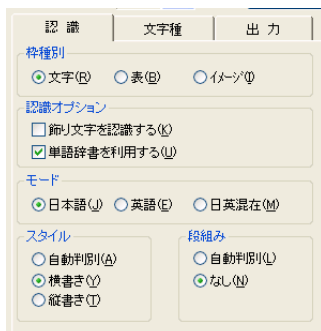 認 識 文字種 出 力
枠種別
文字(R) 表(B) イメージ(I)
認識オプション
飾り文字を認識する(K)
単語辞書を利用する(U)
モード
日本語(J) 英語(E) 日英混在(M)
スタイル 段組み
自動判別(A) 自動判別(L)
横書き(Y) なし(N)
縦書き(T)